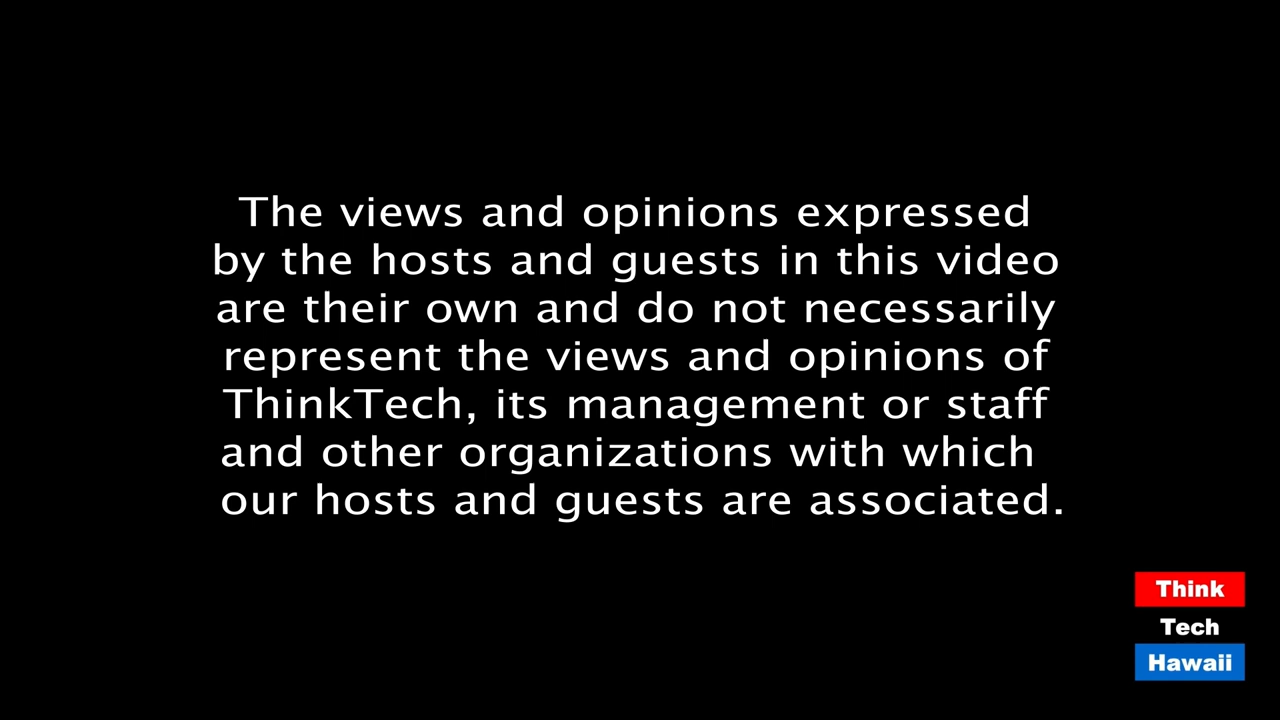 The views and opinions expressed
by the hosts and guests in this video
are their own and do not necessarily
represent the views and opinions of
ThinkTech, its management or staff
and other organizations with which
our hosts and guests are associated.
Think
Tech
Hawaii